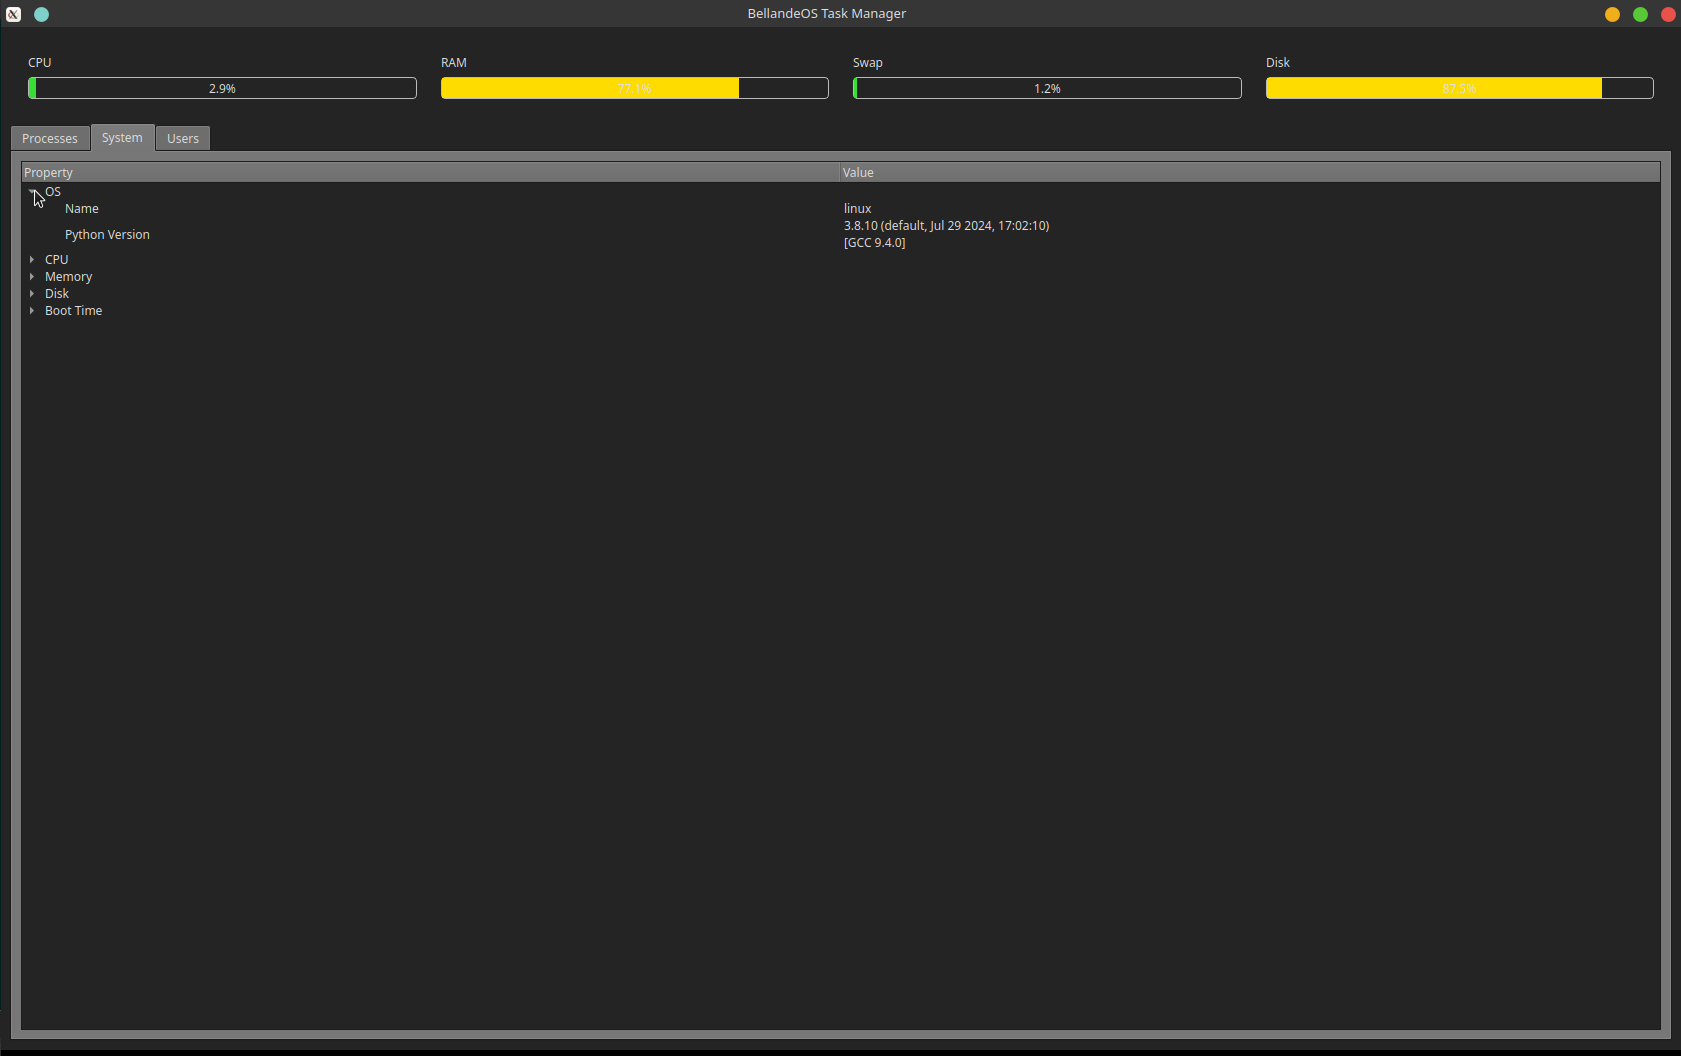 BellandeOS Task Manager
CPU
RAM
Swap
Disk
2.9%
77.1%
1.2%
87.5%
Processes
System
Users
Property
Value
OS
Name
linux
Python Version
3.8.10 (default, Jul 29 2024, 17:02:10)
[GCC 9.4.0]
CPU
Memory
Disk
Boot Time